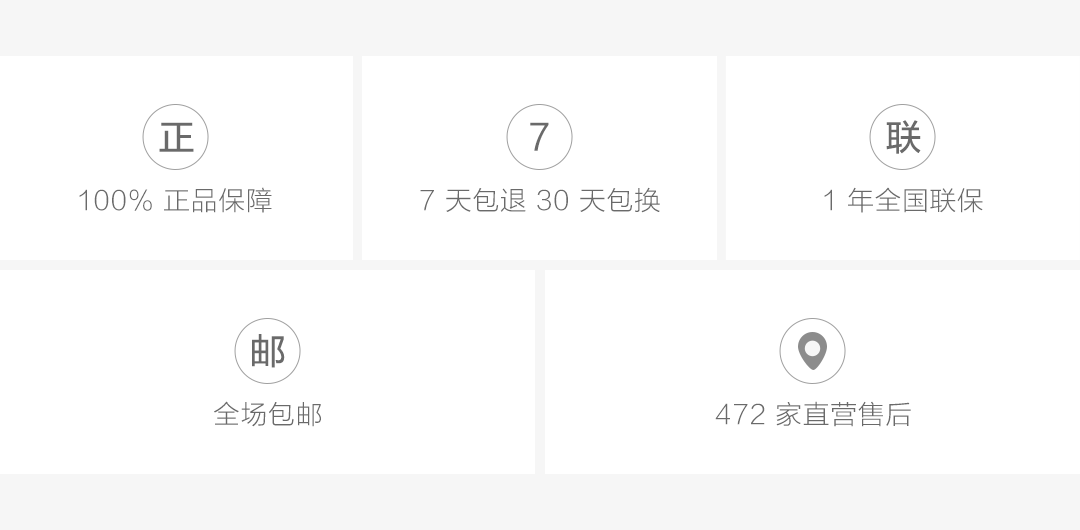 正
100% 正品保障
7
7 天包退 30 天包换
联
1 年全国联保
邮
全场包邮
472 家直营售后